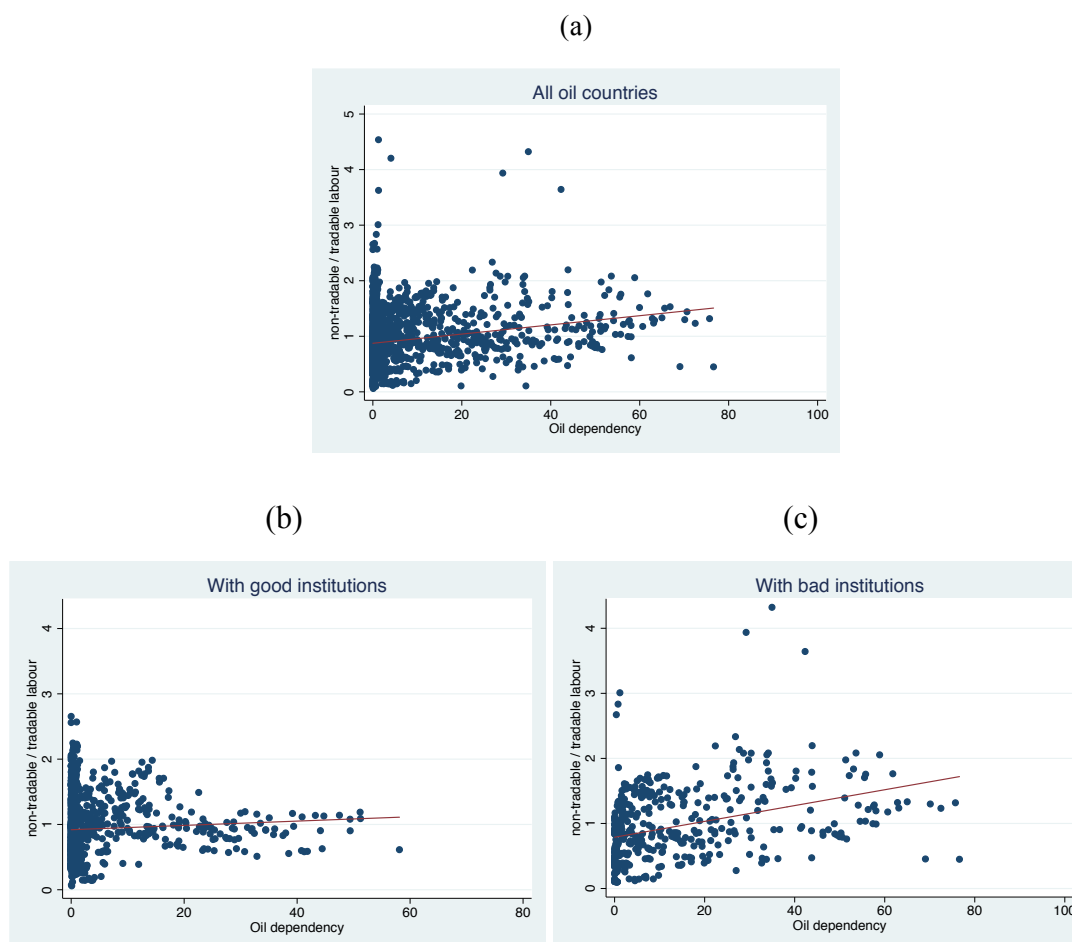 (a)
All oil countries
non-tradable / tradable labour
5
4
3
2
1
0
0 20 40 60 80 100
Oil dependency
(b)
With good institutions
non-tradable / tradable labour
4
3
2
1
0
0 20 40 60 80
Oil dependency
(c)
With bad institutions
non-tradable / tradable labour
4
3
2
1
0
0 20 40 60 80 100
Oil dependency